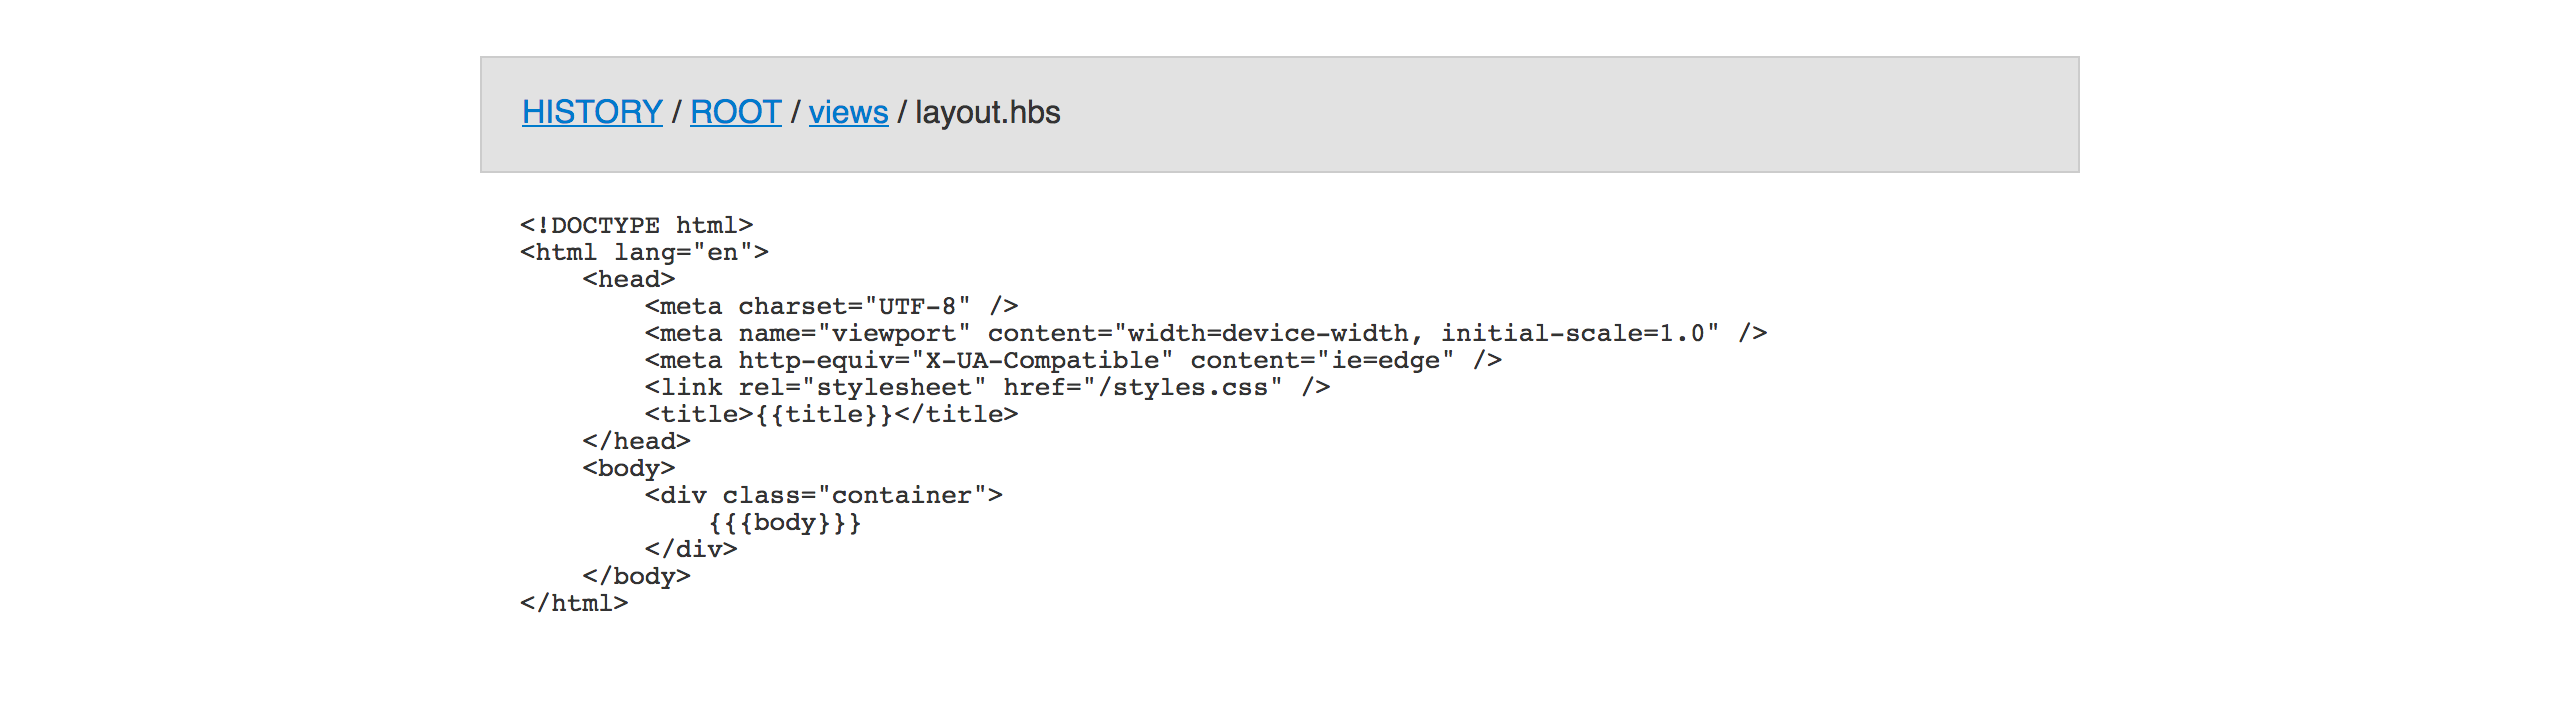 HISTORY / ROOT / views / layout.hbs
<!DOCTYPE html>
<html lang="en">
    <head>
        <meta charset="UTF-8" />
        <meta name="viewport" content="width=device-width, initial-scale=1.0" />
        <meta http-equiv="X-UA-Compatible" content="ie=edge" />
        <link rel="stylesheet" href="/styles.css" />
        <title>{{title}}</title>
    </head>
    <body>
        <div class="container">
            {{{body}}}
        </div>
    </body>
</html>